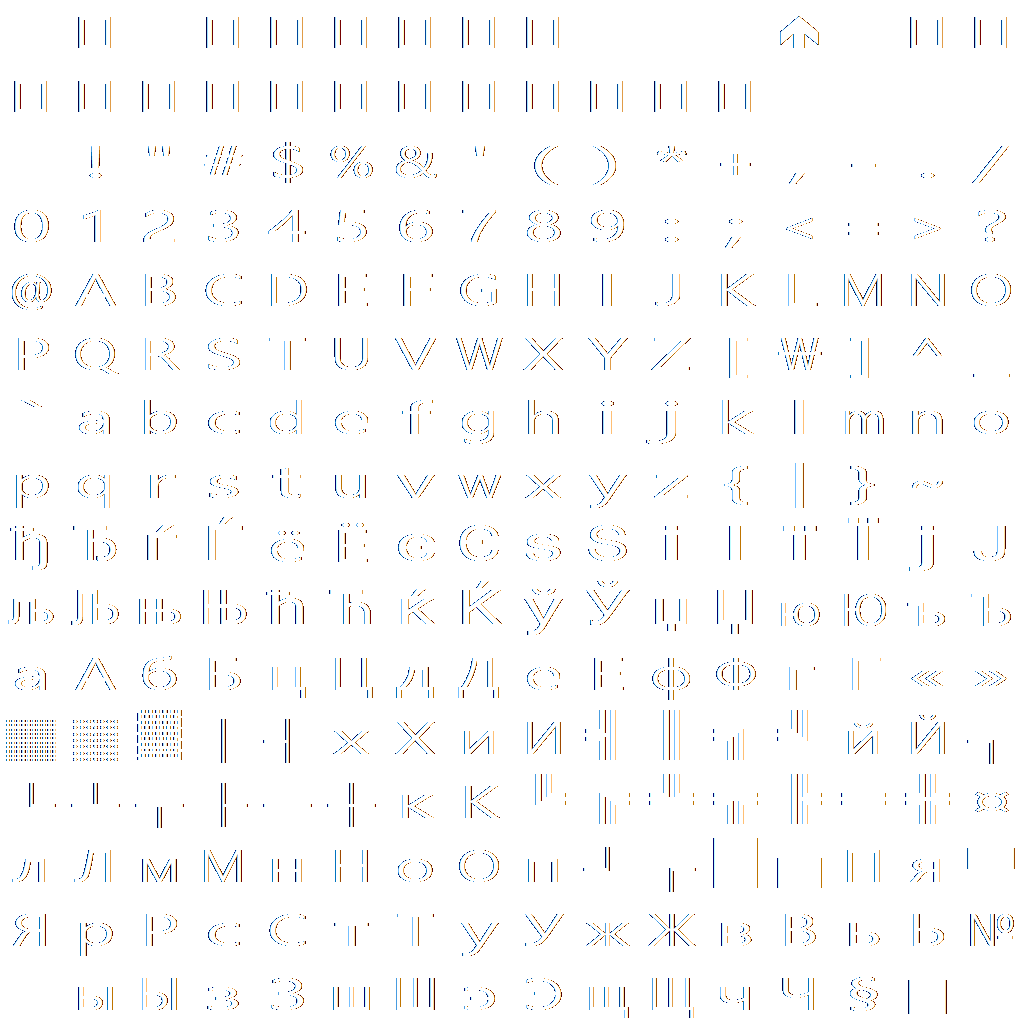 ! " # $ % & ' ( ) * + , - . /
0 1 2 3 4 5 6 7 8 9 : ; < = > ?
@ A B C D E F G H I J K L M N O
P Q R S T U V W X Y Z [ ₩ ] ^ _
` a b c d e f g h i j k l m n o
p q r s t u v w x y z { | } ~
ђ Ђ ѓ Ѓ ё Ё є Є ѕ Ѕ і І ї Ї ј Ј
љ Љ њ Њ ћ Ћ ќ Ќ ў Ў џ Џ ю Ю ъ Ъ
а А б Б ц Ц д Д е Е ф Ф г Г « »
░ ▒ ▓ │ ┤ х Х и И ╣ ║ ╗ ╝ й Й ┐
└ ┴ ┬ ├ ─ ┼ к К ╚ ╔ ╩ ╦ ╠ ═ ╬ ¤
л Л м М н Н о О п ┘ ┌ █ ▄ П я ▀
Я р Р с С т Т у У ж Ж в В ь Ь №
ы Ы з З ш Ш э Э щ Щ ч Ч § ■